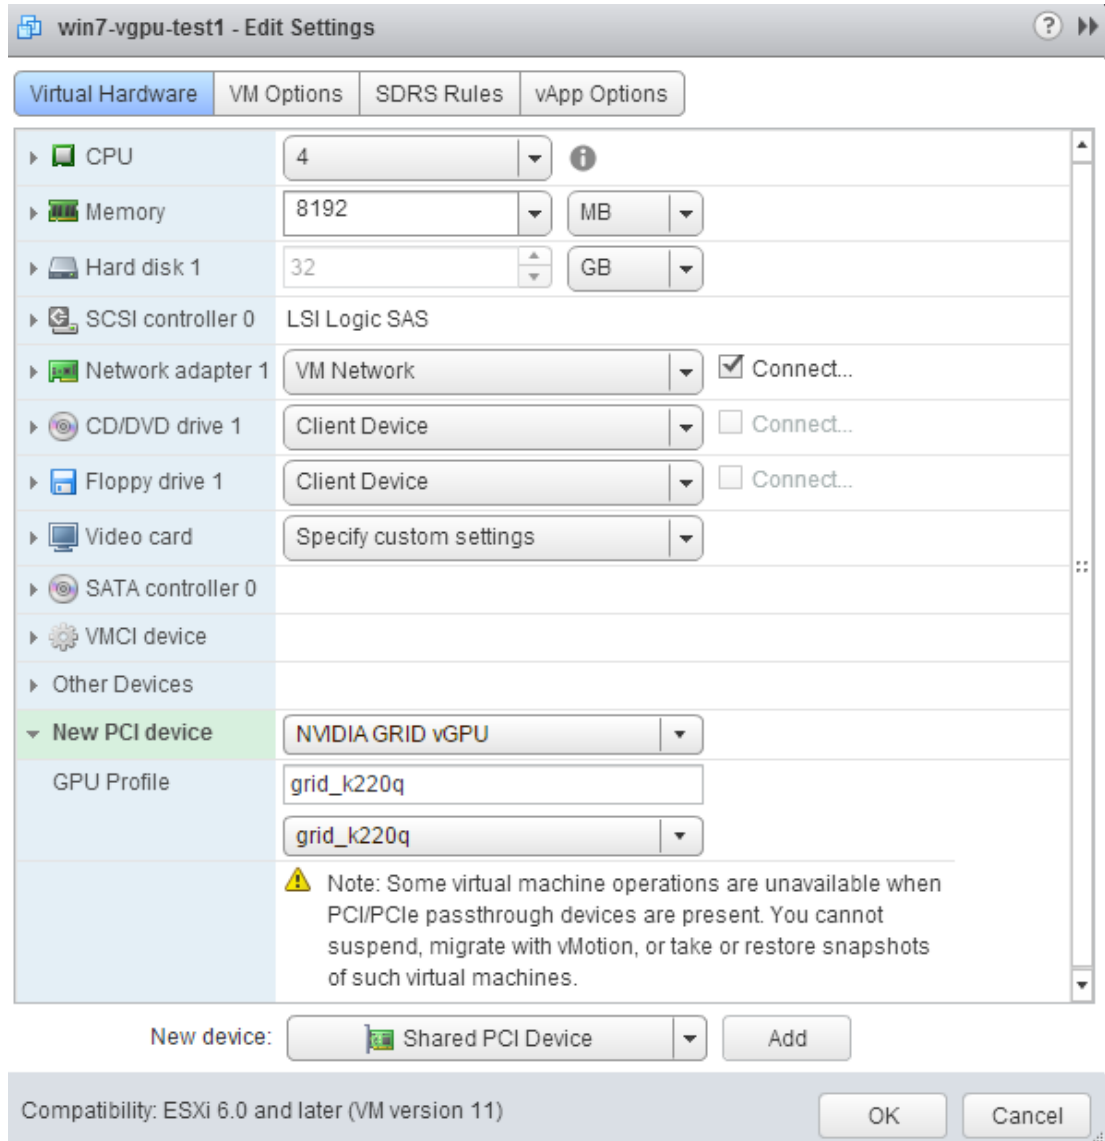 win7-vgpu-test1 - Edit Settings ?
Virtual Hardware VM Options SDRS Rules vApp Options
CPU 4
Memory 8192 MB
Hard disk 1 32 GB
SCSI controller 0 LSI Logic SAS
Network adapter 1 VM Network Connect...
CD/DVD drive 1 Client Device Connect...
Floppy drive 1 Client Device Connect...
Video card Specify custom settings
SATA controller 0
VMCI device
Other Devices
New PCI device NVIDIA GRID vGPU
GPU Profile grid_k220q
grid_k220q
Note: Some virtual machine operations are unavailable when
PCI/PCIe passthrough devices are present. You cannot
suspend, migrate with vMotion, or take or restore snapshots
of such virtual machines.
New device: Shared PCI Device Add
Compatibility: ESXi 6.0 and later (VM version 11) OK Cancel